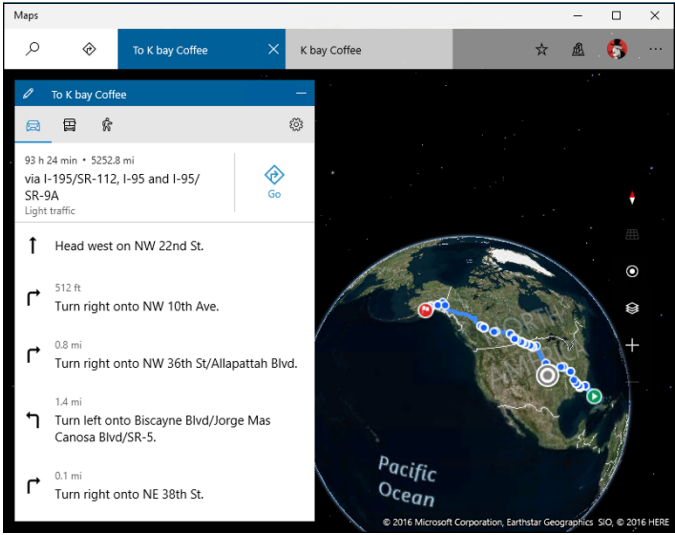 Maps
To K bay Coffee
K bay Coffee
To K bay Coffee
93 h 24 min • 5252.8 mi
via I-195/SR-112, I-95 and I-95/
SR-9A
Light traffic
Go
Head west on NW 22nd St.
512 ft
Turn right onto NW 10th Ave.
0.8 mi
Turn right onto NW 36th St/Allapattah Blvd.
1.4 mi
Turn left onto Biscayne Blvd/Jorge Mas
Canosa Blvd/SR-5.
0.1 mi
Turn right onto NE 38th St.
Pacific
Ocean
© 2016 Microsoft Corporation, Earthstar Geographics SIO, © 2016 HERE